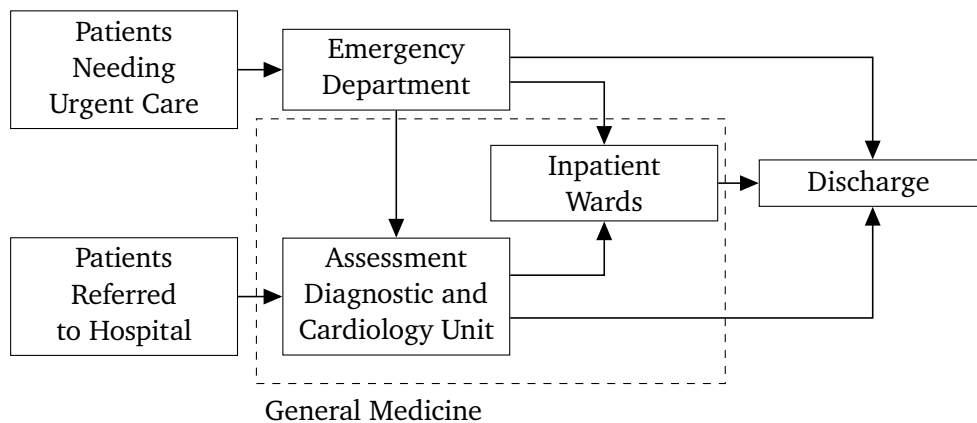 Patients
Needing
Urgent Care
Emergency
Department
Inpatient
Wards
Discharge
Patients
Referred
to Hospital
Assessment
Diagnostic and
Cardiology Unit
General Medicine